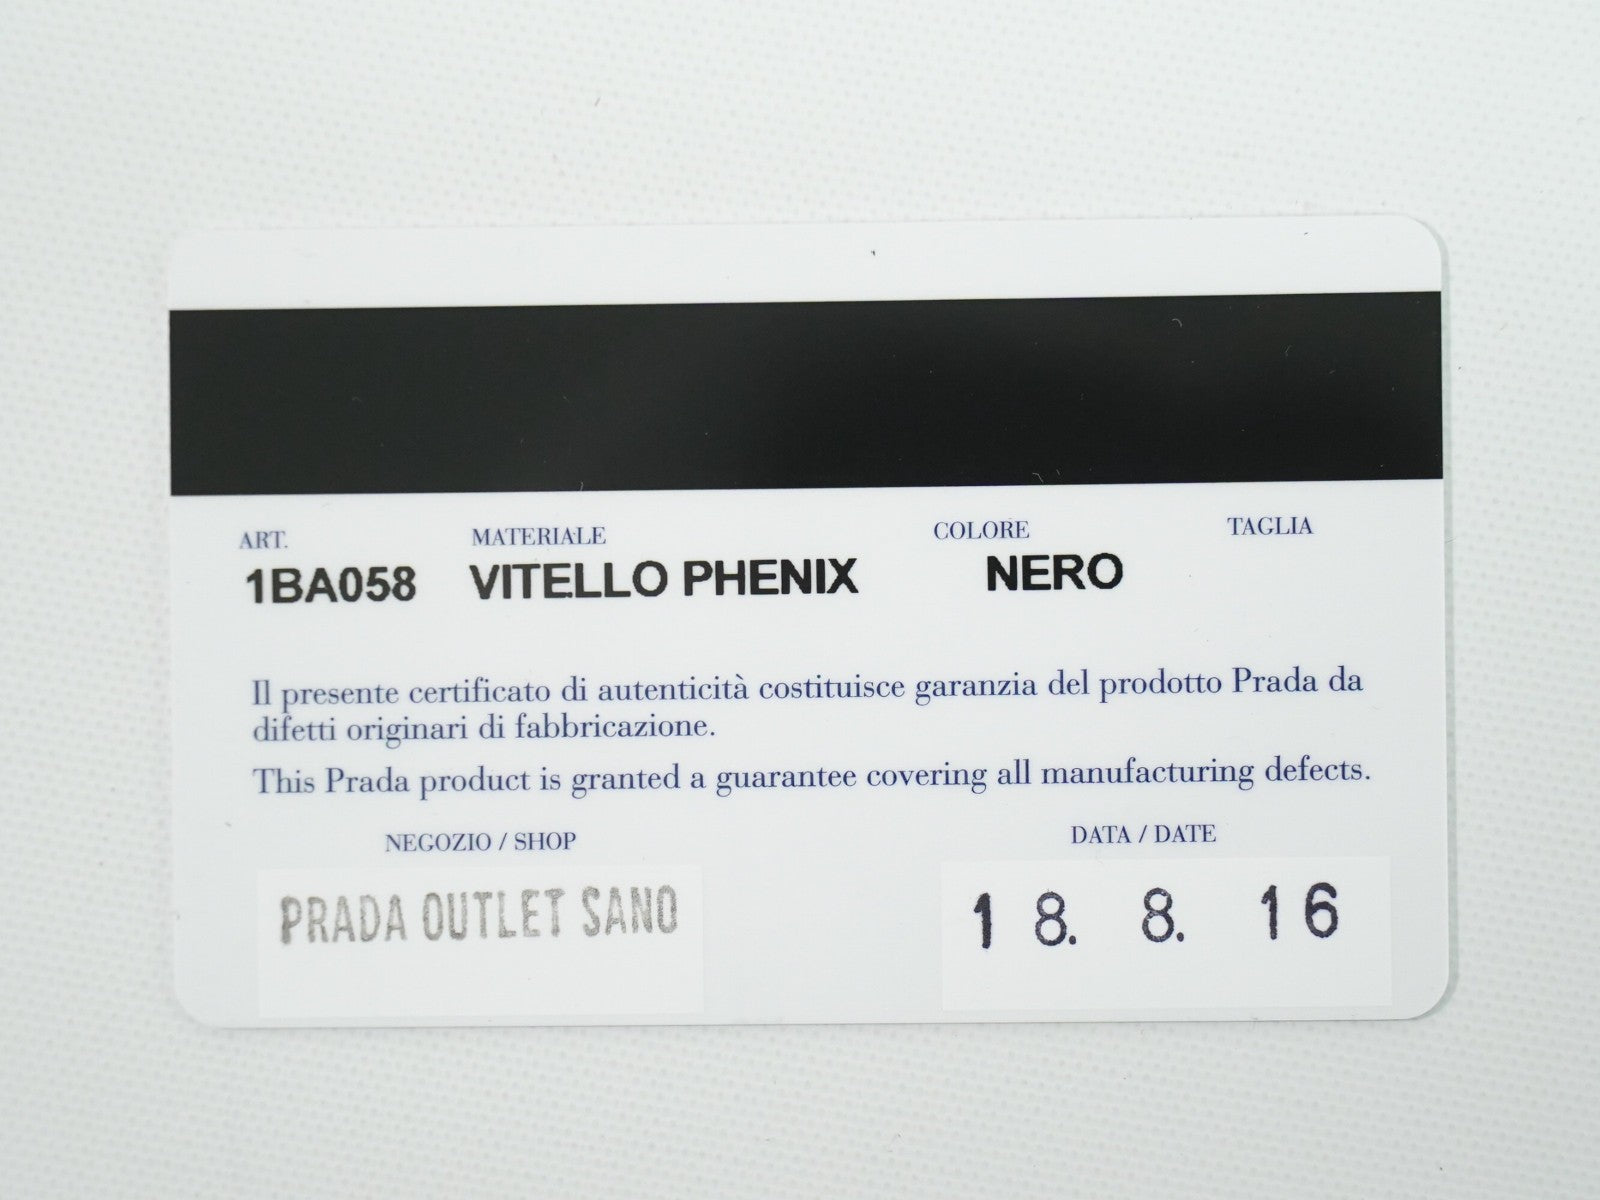 ART. MATERIALE COLORE TAGLIA
1BA058 VITELLO PHENIX NERO
Il presente certificato di autenticità costituisce garanzia del prodotto Prada da
difetti originari di fabbricazione.
This Prada product is granted a guarantee covering all manufacturing defects.
NEGOZIO / SHOP DATA / DATE
PRADA OUTLET SANO 18. 8. 16